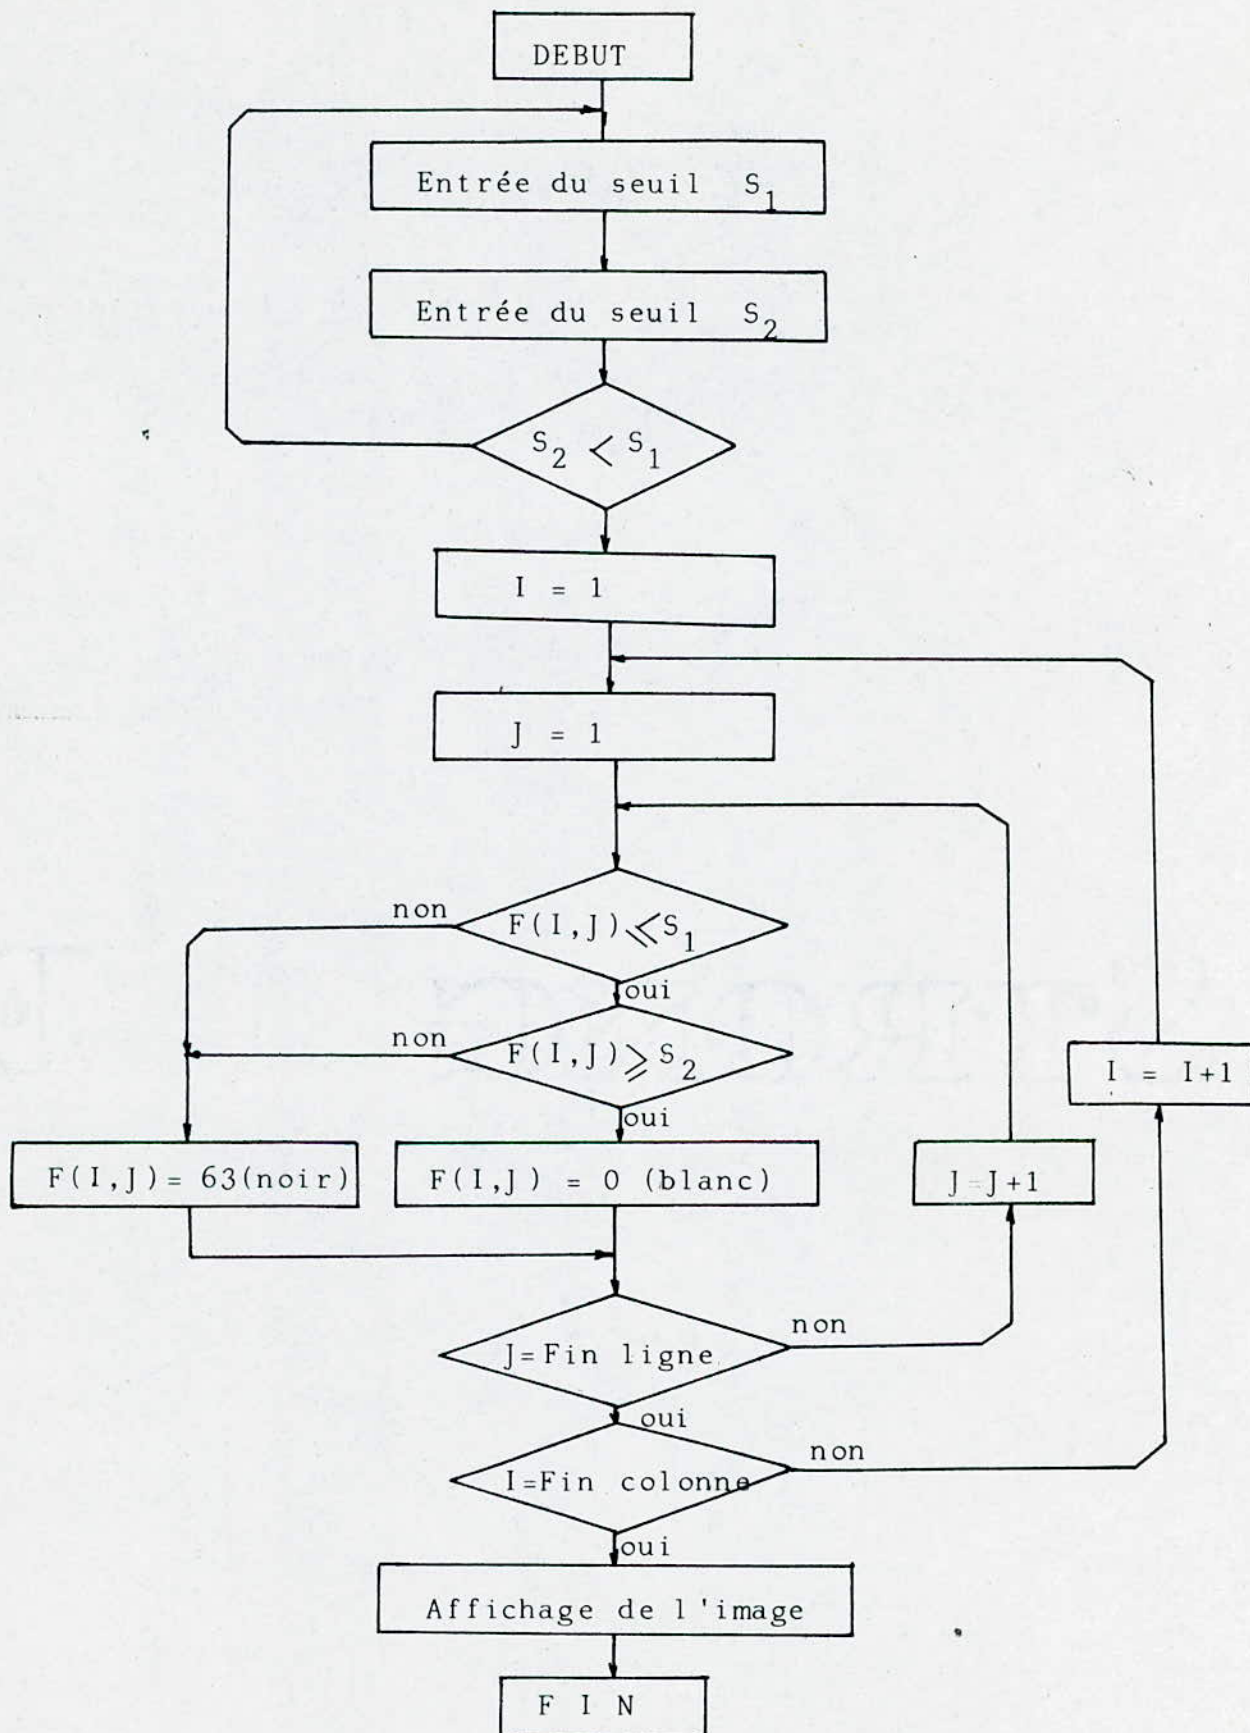 DEBUT
Entrée du seuil S1
Entrée du seuil S2
S2 < S1
I = 1
J = 1
non
F(I,J) ≤ S1
oui
non
F(I,J) ≥ S2
oui
I = I+1
F(I,J)= 63(noir)
F(I,J) = 0 (blanc)
J=J+1
J=Fin ligne
non
oui
I=Fin colonne
non
oui
Affichage de l'image
F I N